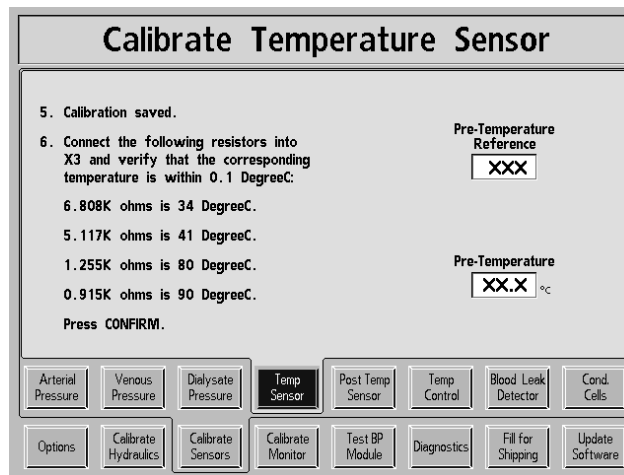 Calibrate Temperature Sensor
5. Calibration saved.
6. Connect the following resistors into
X3 and verify that the corresponding
temperature is within 0.1 DegreeC:
6.808K ohms is 34 DegreeC.
5.117K ohms is 41 DegreeC.
1.255K ohms is 80 DegreeC.
0.915K ohms is 90 DegreeC.
Press CONFIRM.
Pre-Temperature
Reference
XXX
Pre-Temperature
XX.X °C
Arterial
Pressure
Venous
Pressure
Dialysate
Pressure
Temp
Sensor
Post Temp
Sensor
Temp
Control
Blood Leak
Detector
Cond.
Cells
Options
Calibrate
Hydraulics
Calibrate
Sensors
Calibrate
Monitor
Test BP
Module
Diagnostics
Fill for
Shipping
Update
Software